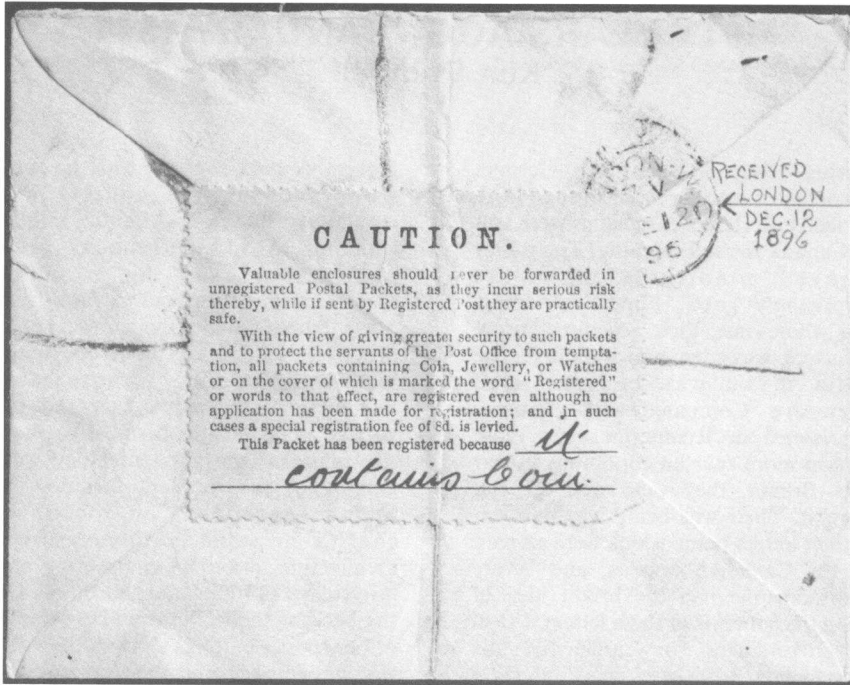 RECEIVED
LONDON
DEC. 12
1896
CAUTION.
Valuable enclosures should never be forwarded in
unregistered Postal Packets, as they incur serious risk
thereby, while if sent by Registered Post they are practically
safe.
With the view of giving greater security to such packets
and to protect the servants of the Post Office from tempta-
tion, all packets containing Coin, Jewellery, or Watches
or on the cover of which is marked the word "Registered"
or words to that effect, are registered even although no
application has been made for registration; and in such
cases a special registration fee of 8d. is levied.
This Packet has been registered because it
contains Coin.